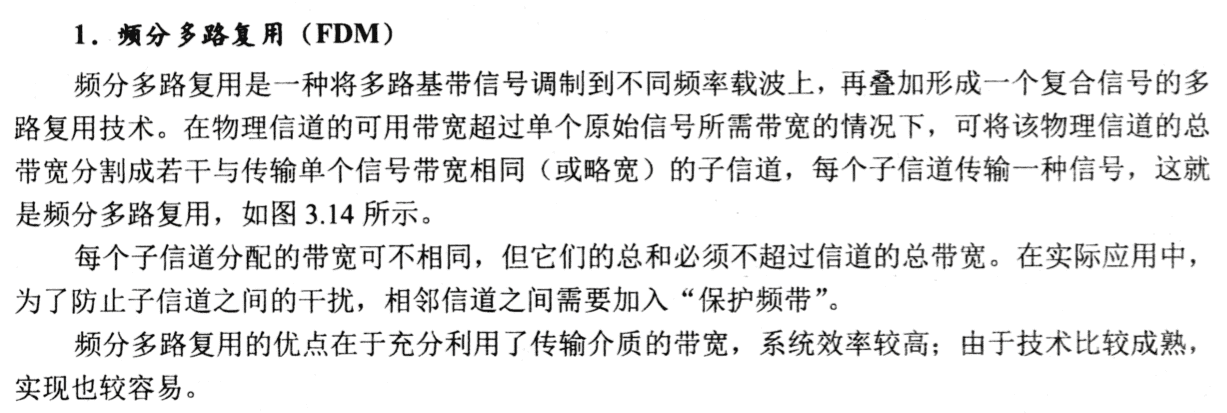 1. 频分多路复用（FDM）
频分多路复用是一种将多路基带信号调制到不同频率载波上，再叠加形成一个复合信号的多
路复用技术。在物理信道的可用带宽超过单个原始信号所需带宽的情况下，可将该物理信道的总
带宽分割成若干与传输单个信号带宽相同（或略宽）的子信道，每个子信道传输一种信号，这就
是频分多路复用，如图 3.14 所示。
每个子信道分配的带宽可不相同，但它们的总和必须不超过信道的总带宽。在实际应用中，
为了防止子信道之间的干扰，相邻信道之间需要加入“保护频带”。
频分多路复用的优点在于充分利用了传输介质的带宽，系统效率较高；由于技术比较成熟，
实现也较容易。